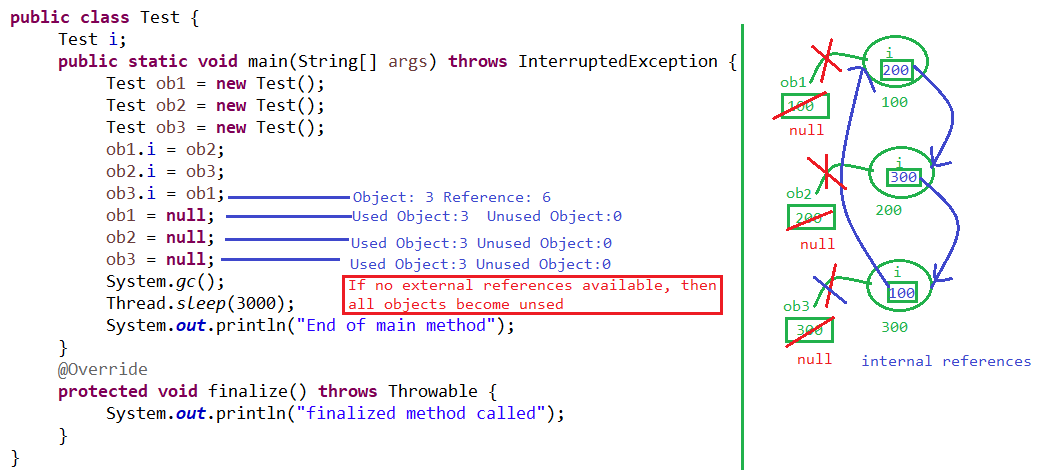 public class Test {
Test i;
public static void main(String[] args) throws InterruptedException {
Test ob1 = new Test();
Test ob2 = new Test();
Test ob3 = new Test();
ob1.i = ob2;
ob2.i = ob3;
ob3.i = ob1; Object: 3 Reference: 6
ob1 = null; Used Object:3 Unused Object:0
ob2 = null; Used Object:3 Unused Object:0
ob3 = null; Used Object:3 Unused Object:0
System.gc(); If no external references available, then
Thread.sleep(3000); all objects become unsed
System.out.println("End of main method");
}
@Override
protected void finalize() throws Throwable {
System.out.println("finalized method called");
}
}
i
200
ob1
100
100
null
i
300
ob2
200
200
null
i
100
ob3
300
300
null
internal references